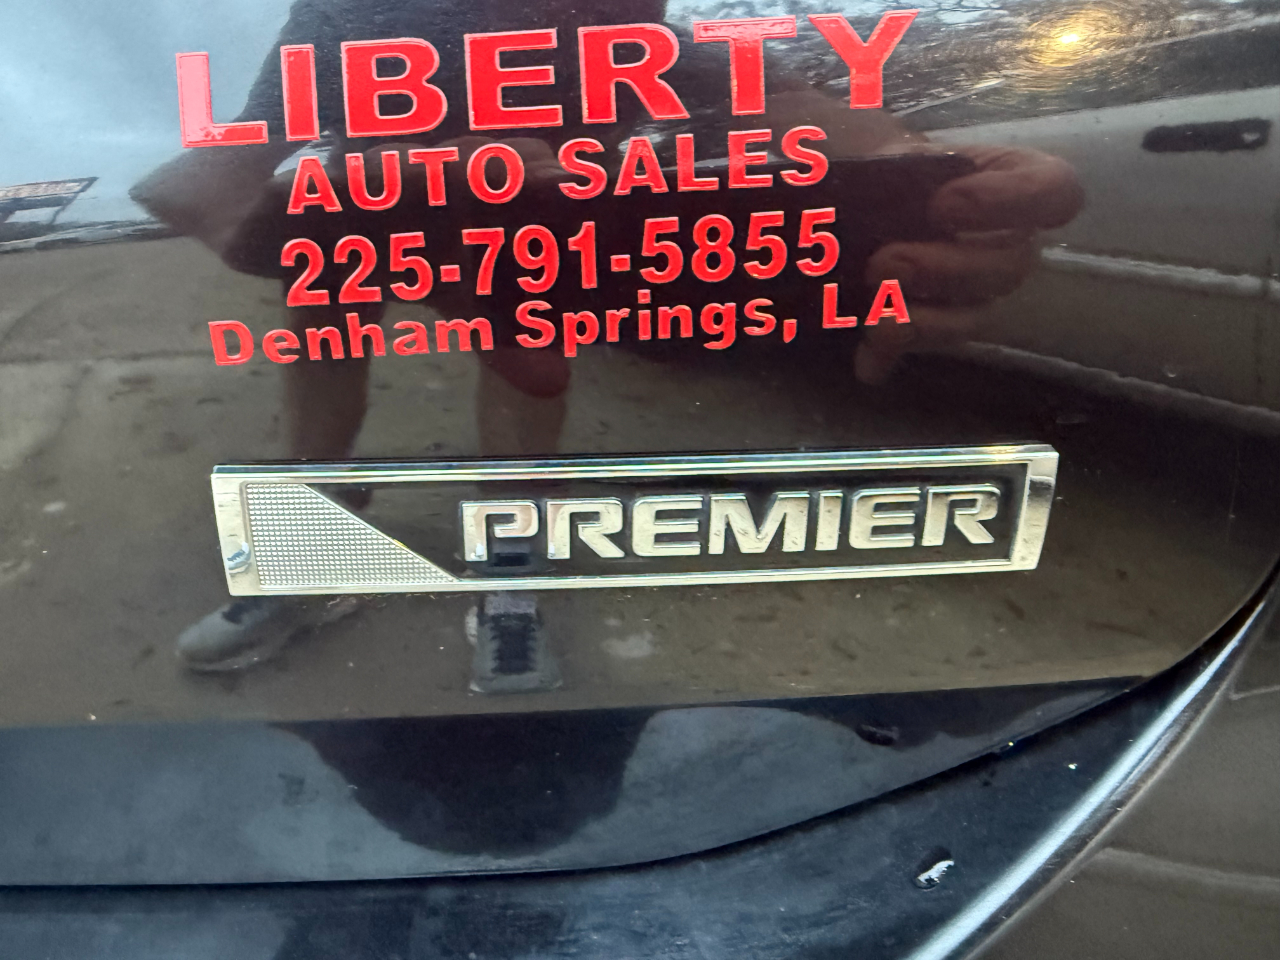 LIBERTY
AUTO SALES
225-791-5855
Denham Springs, LA
PREMIER